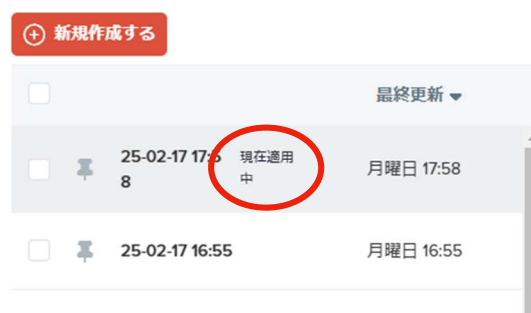 新規作成する
最終更新
25-02-17 17:5 現在適用
8 中 月曜日 17:58
25-02-17 16:55 月曜日 16:55